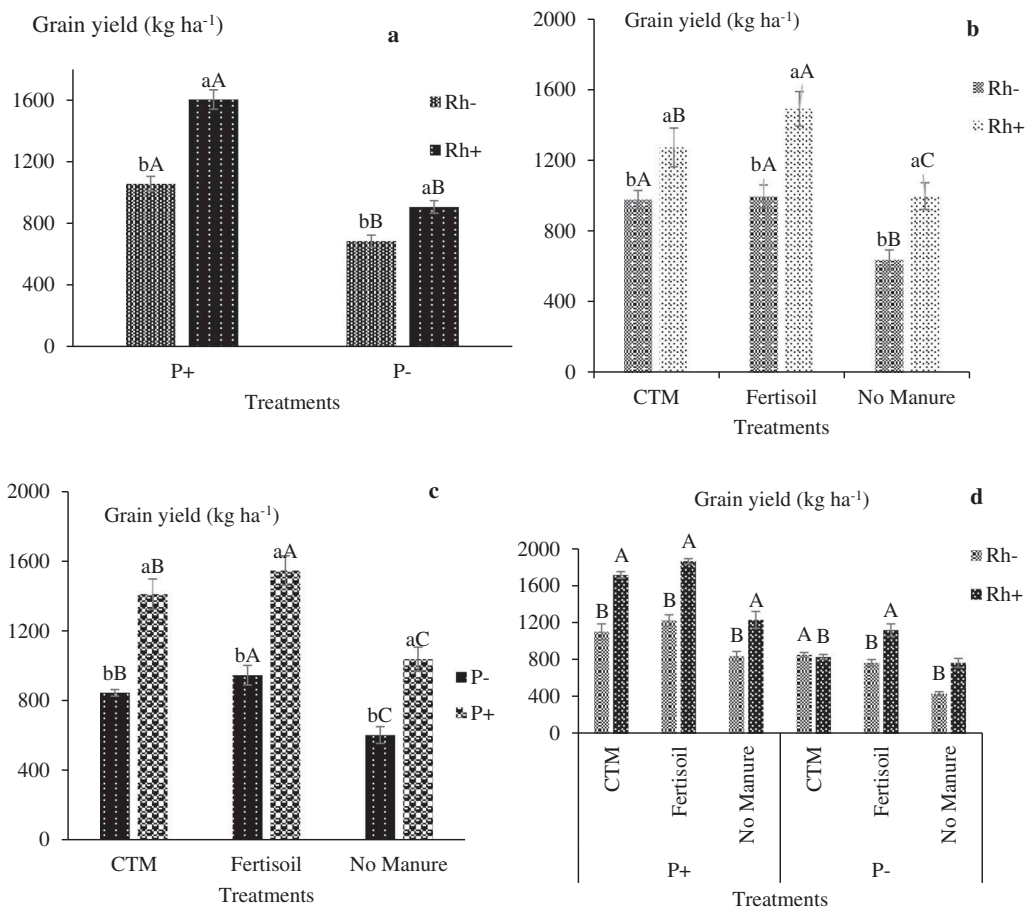 Grain yield (kg ha-1)
a
1600
1200
800
400
0
bA
aA
bB
aB
Rh-
Rh+
P+
P-
Treatments
Grain yield (kg ha-1)
b
2000
1600
1200
800
400
0
bA
aB
bA
aA
bB
aC
Rh-
Rh+
CTM
Fertisoil
No Manure
Treatments
c
Grain yield (kg ha-1)
2000
1600
1200
800
400
0
bB
aB
bA
aA
bC
aC
P-
P+
CTM
Fertisoil
No Manure
Treatments
Grain yield (kg ha-1)
d
2000
1600
1200
800
400
0
B
A
B
A
B
A
A
B
B
A
B
Rh-
Rh+
CTM
Fertisoil
No Manure
CTM
Fertisoil
No Manure
P+
P-
Treatments